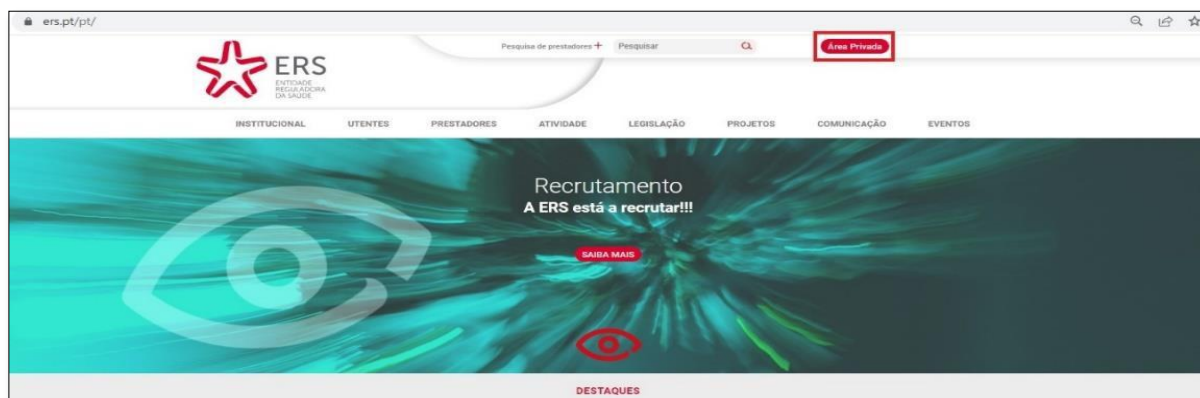 ers.pt/pt/
Pesquisa de prestadores + Pesquisar Área Privada
ERS
ENTIDADE
REGULADORA
DA SAÚDE
INSTITUCIONAL UTENTES PRESTADORES ATIVIDADE LEGISLAÇÃO PROJETOS COMUNICAÇÃO EVENTOS
Recrutamento
A ERS está a recrutar!!!
SAIBA MAIS
DESTAQUES